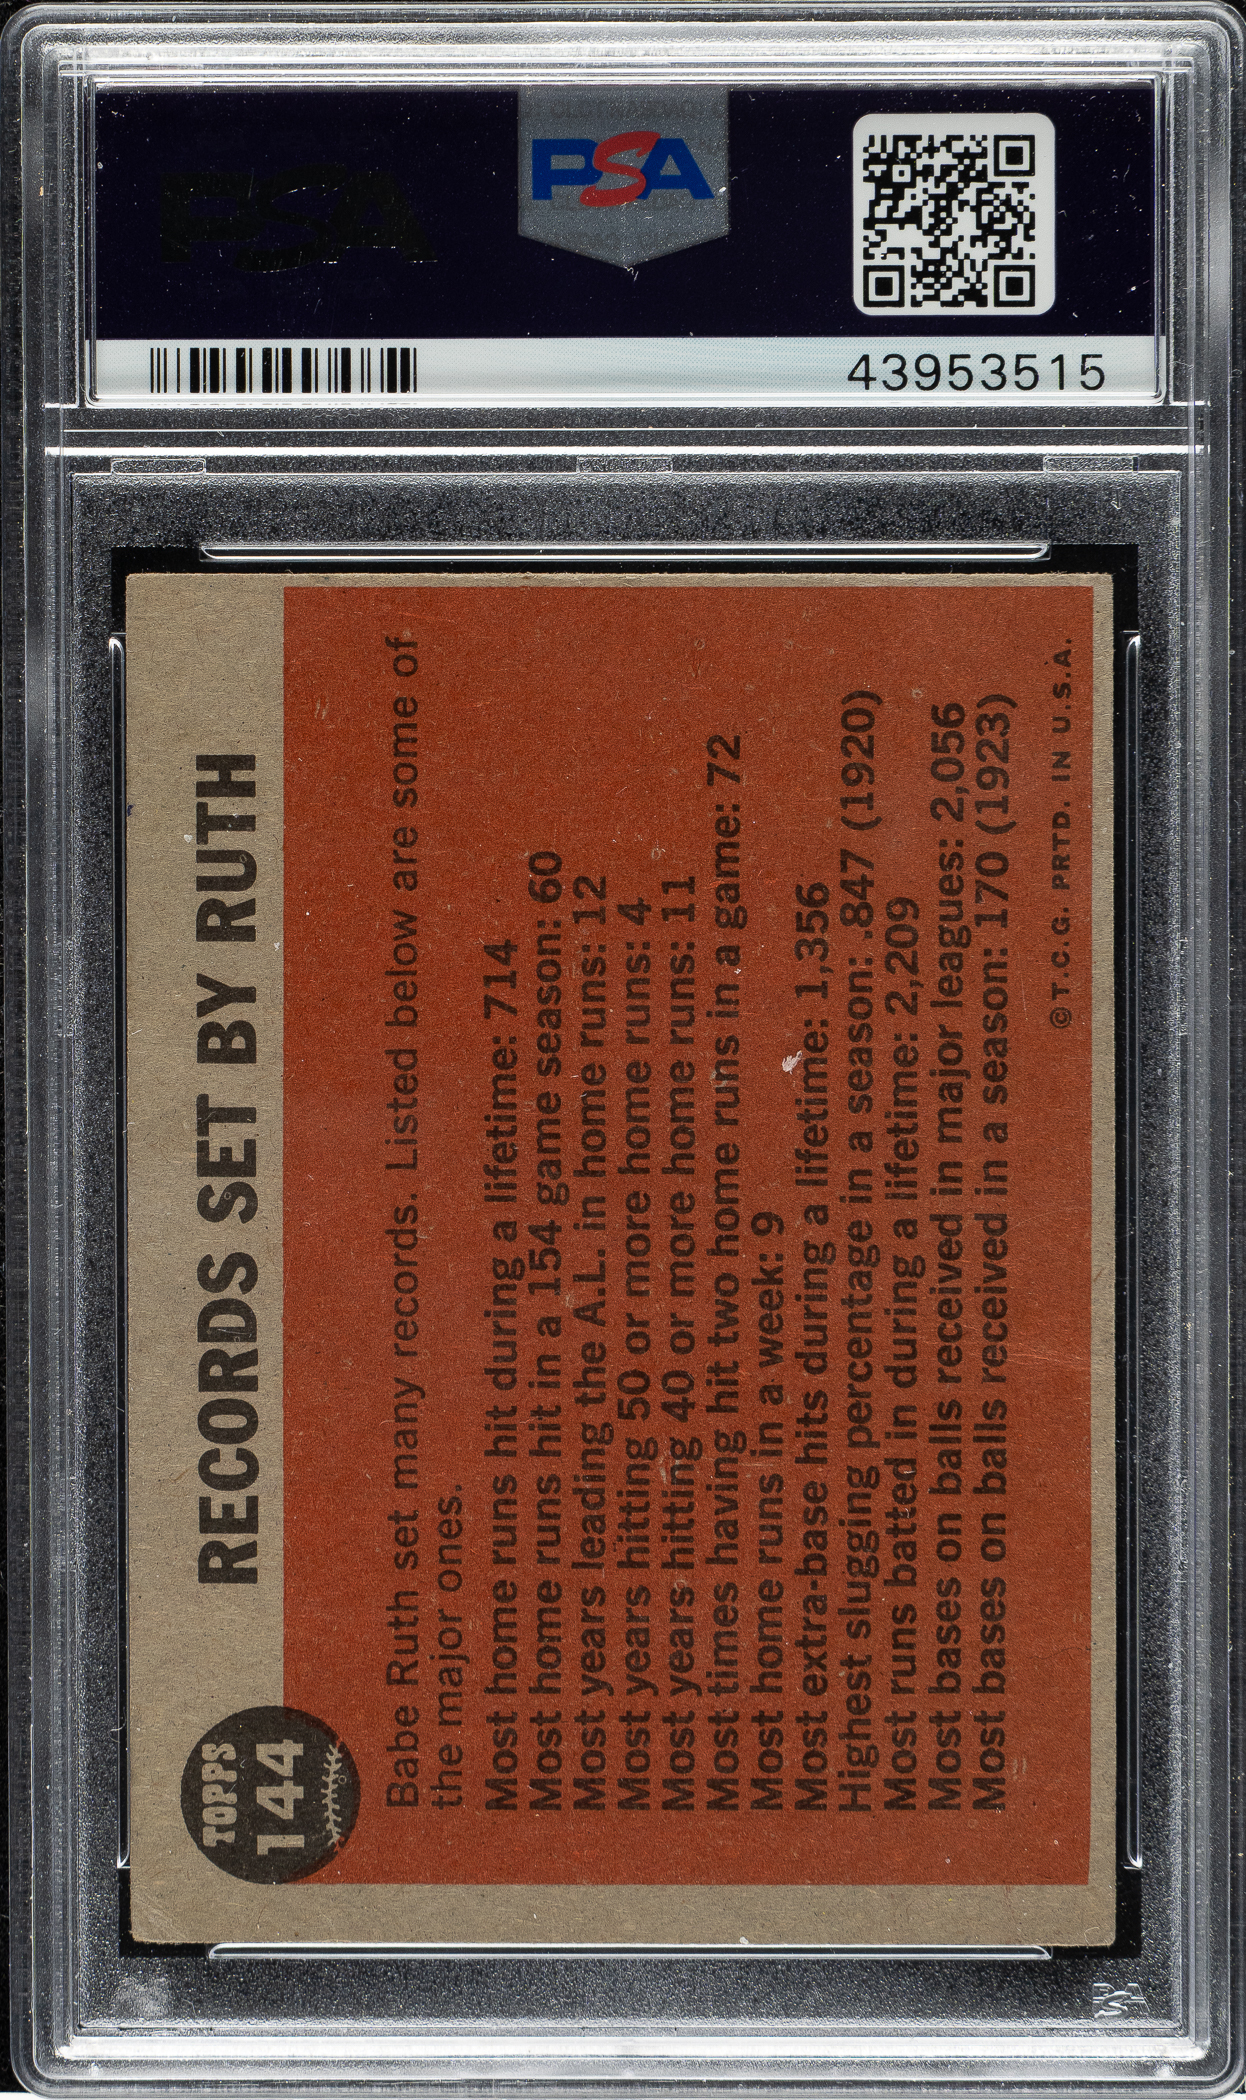 PSA
PSA
43953515
TOPPS
144
RECORDS SET BY RUTH
Babe Ruth set many records. Listed below are some of
the major ones.
Most home runs hit during a lifetime: 714
Most home runs hit in a 154 game season: 60
Most years leading the A.L. in home runs: 12
Most years hitting 50 or more home runs: 4
Most years hitting 40 or more home runs: 11
Most times having hit two home runs in a game: 72
Most home runs in a week: 9
Most extra-base hits during a lifetime: 1,356
Highest slugging percentage in a season: .847 (1920)
Most runs batted in during a lifetime: 2,209
Most bases on balls received in major leagues: 2,056
Most bases on balls received in a season: 170 (1923)
© T.C.G. PRTD. IN U.S.A.
PSA